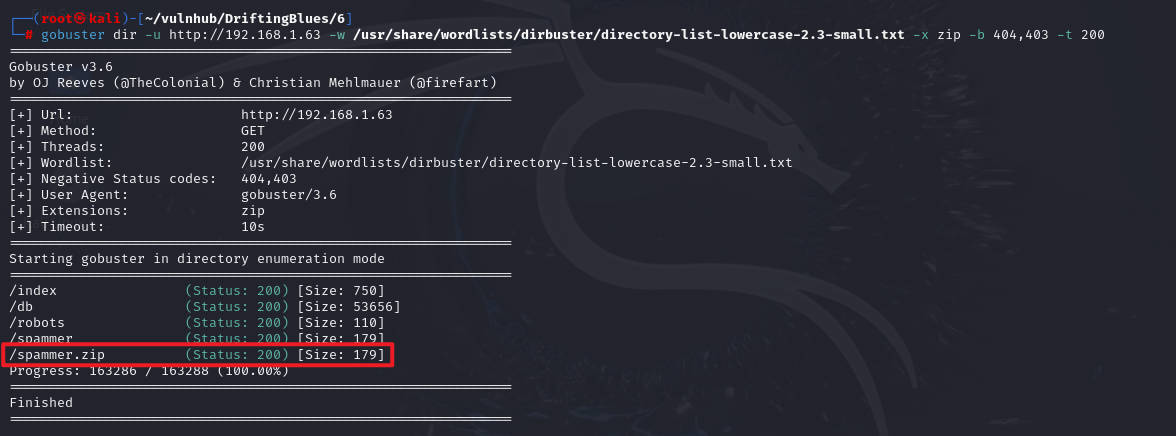 ┌──(root㉿kali)-[~/vulnhub/DriftingBlues/6]
└─# gobuster dir -u http://192.168.1.63 -w /usr/share/wordlists/dirbuster/directory-list-lowercase-2.3-small.txt -x zip -b 404,403 -t 200
===============================================================
Gobuster v3.6
by OJ Reeves (@TheColonial) & Christian Mehlmauer (@firefart)
===============================================================
[+] Url:                     http://192.168.1.63
[+] Method:                  GET
[+] Threads:                 200
[+] Wordlist:                /usr/share/wordlists/dirbuster/directory-list-lowercase-2.3-small.txt
[+] Negative Status codes:   404,403
[+] User Agent:              gobuster/3.6
[+] Extensions:              zip
[+] Timeout:                 10s
===============================================================
Starting gobuster in directory enumeration mode
===============================================================
/index                (Status: 200) [Size: 750]
/db                   (Status: 200) [Size: 53656]
/robots               (Status: 200) [Size: 110]
/spammer              (Status: 200) [Size: 179]
/spammer.zip          (Status: 200) [Size: 179]
Progress: 163286 / 163288 (100.00%)
===============================================================
Finished
===============================================================